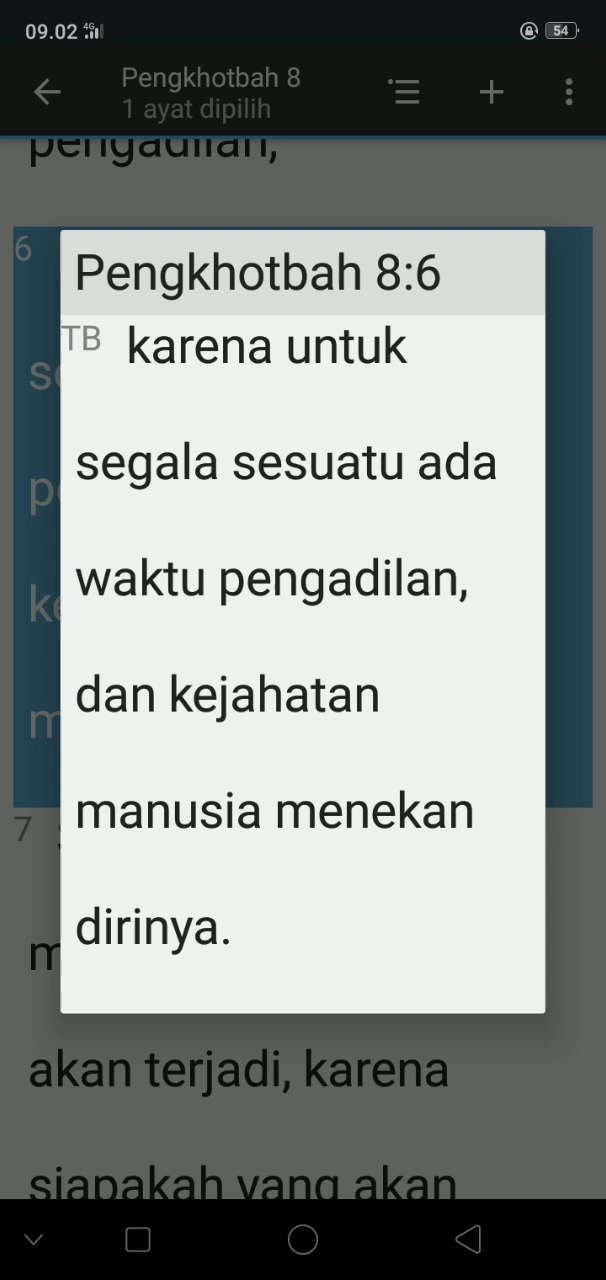 09.02 4G 54
Pengkhotbah 8
1 ayat dipilih
pengadilan,
6
Pengkhotbah 8:6
TB karena untuk
segala sesuatu ada
waktu pengadilan,
dan kejahatan
manusia menekan
dirinya.
7
akan terjadi, karena
siapakah yang akan